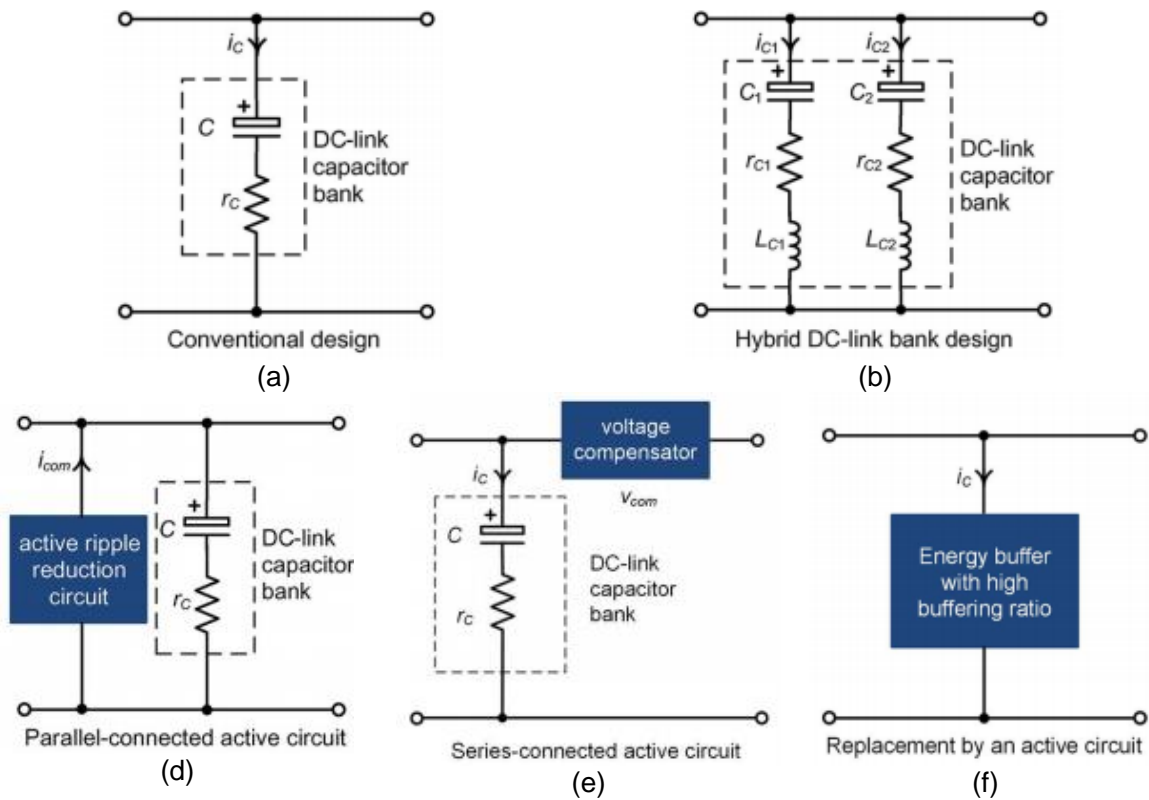 iC
+
C
rC
DC-link
capacitor
bank
Conventional design
(a)
iC1
iC2
+
+
C1
C2
rC1
rC2
LC1
LC2
DC-link
capacitor
bank
Hybrid DC-link bank design
(b)
icom
active ripple
reduction
circuit
+
C
rC
DC-link
capacitor
bank
Parallel-connected active circuit
(d)
voltage
compensator
vcom
iC
+
C
rC
DC-link
capacitor
bank
Series-connected active circuit
(e)
iC
Energy buffer
with high
buffering ratio
Replacement by an active circuit
(f)